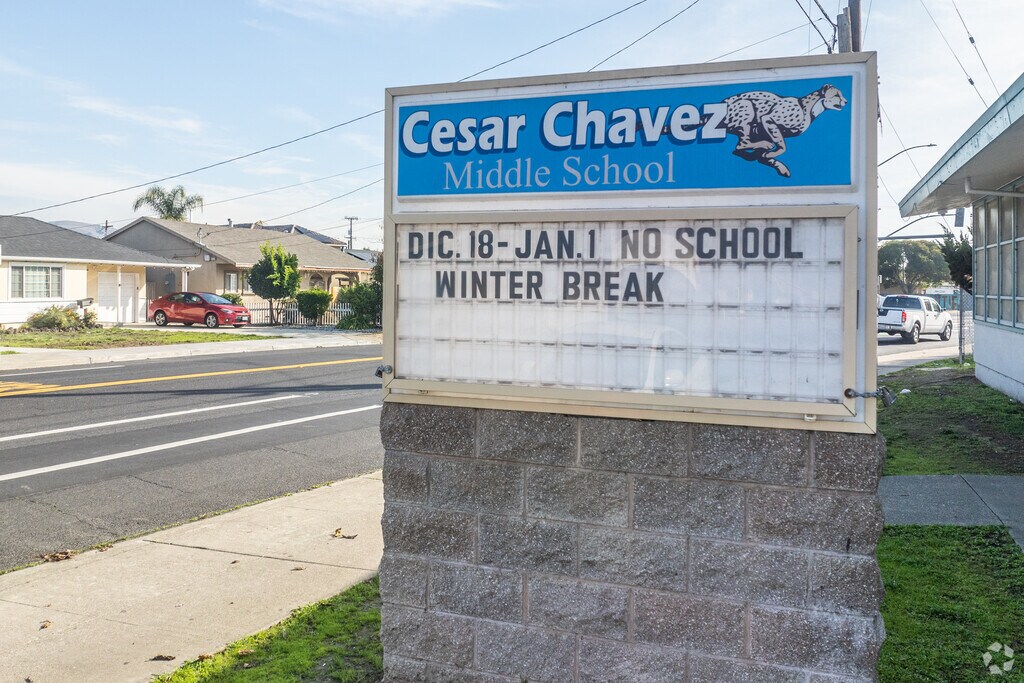 Cesar Chavez
Middle School
DIC. 18 - JAN.1 NO SCHOOL
WINTER BREAK